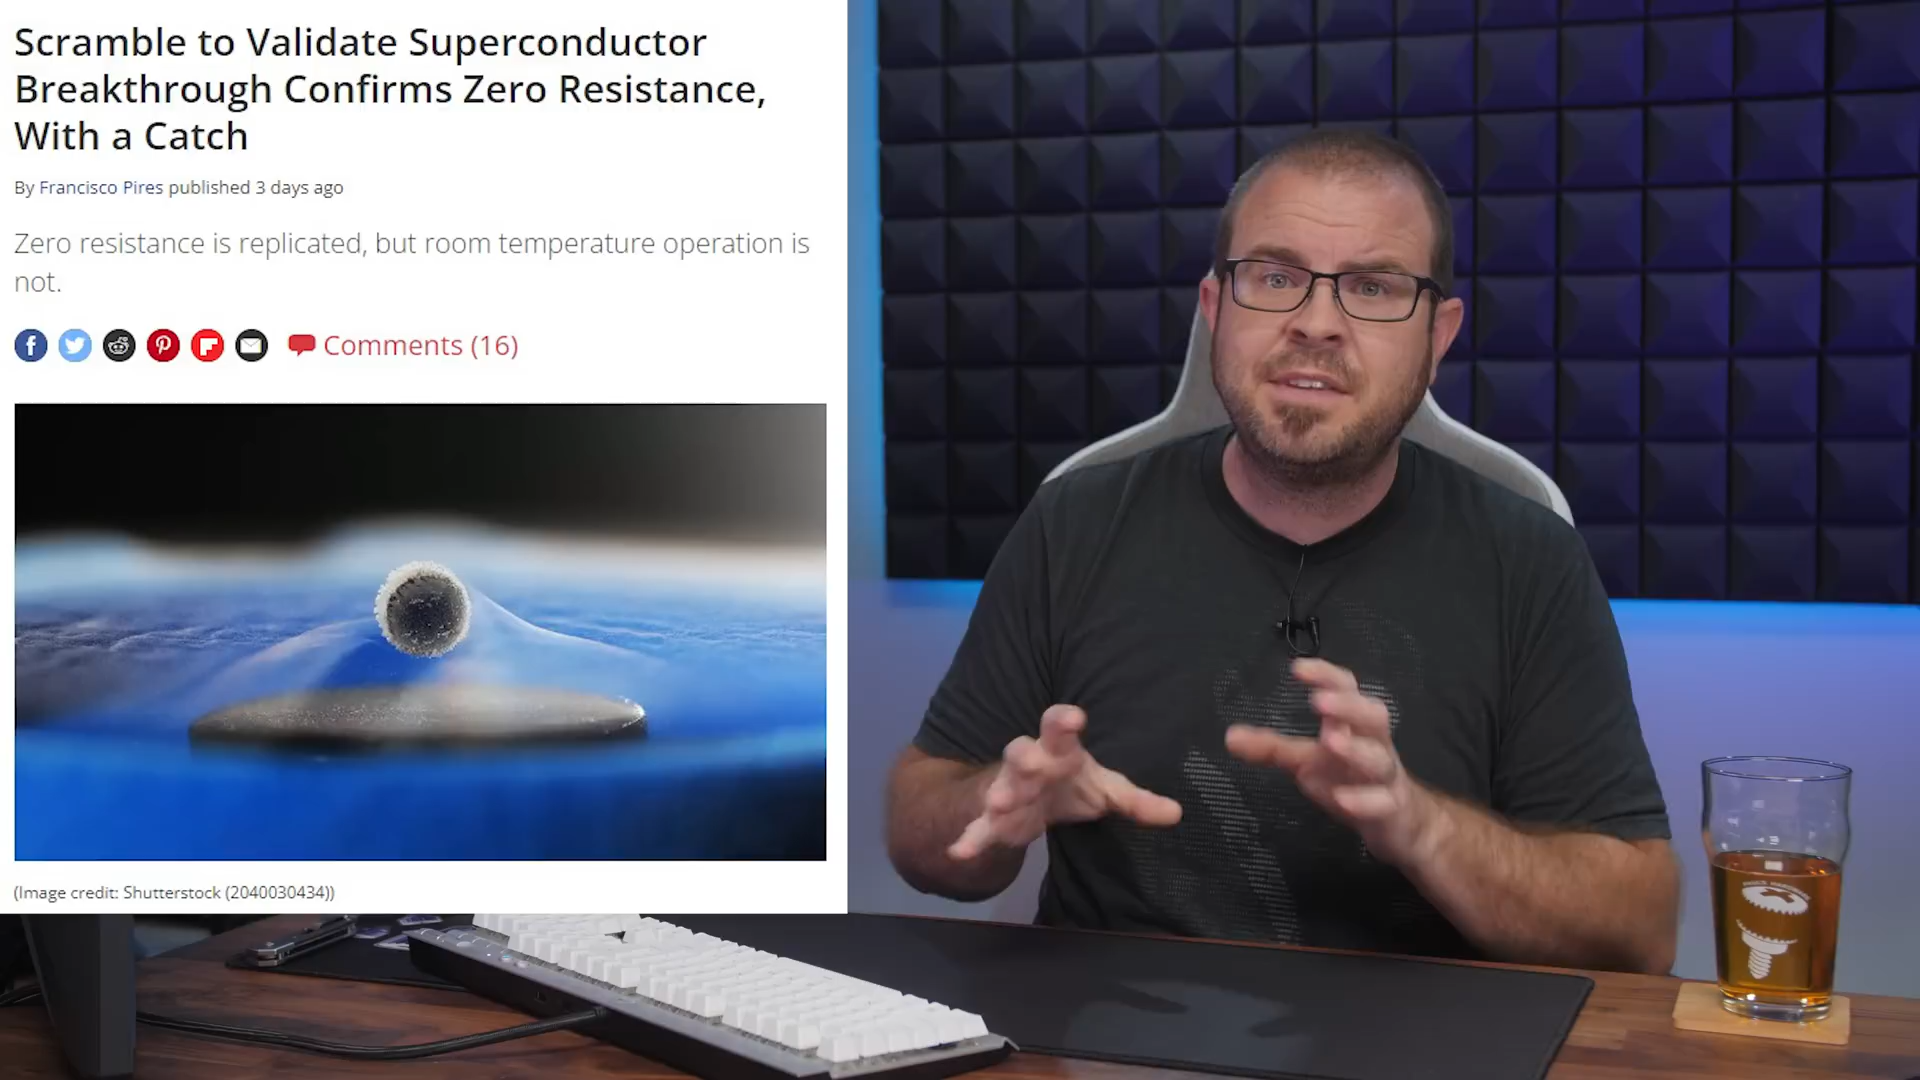 Scramble to Validate Superconductor
Breakthrough Confirms Zero Resistance,
With a Catch
By Francisco Pires published 3 days ago
Zero resistance is replicated, but room temperature operation is
not.
Comments (16)
(Image credit: Shutterstock (2040030434))